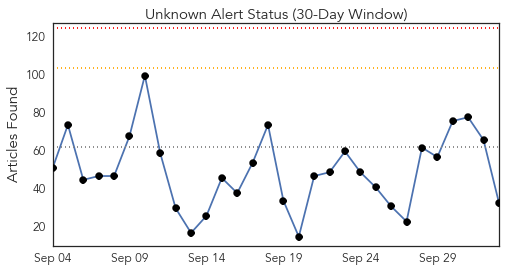 Unknown Alert Status (30-Day Window)
Articles Found
120
100
80
60
40
20
Sep 04 Sep 09 Sep 14 Sep 19 Sep 24 Sep 29